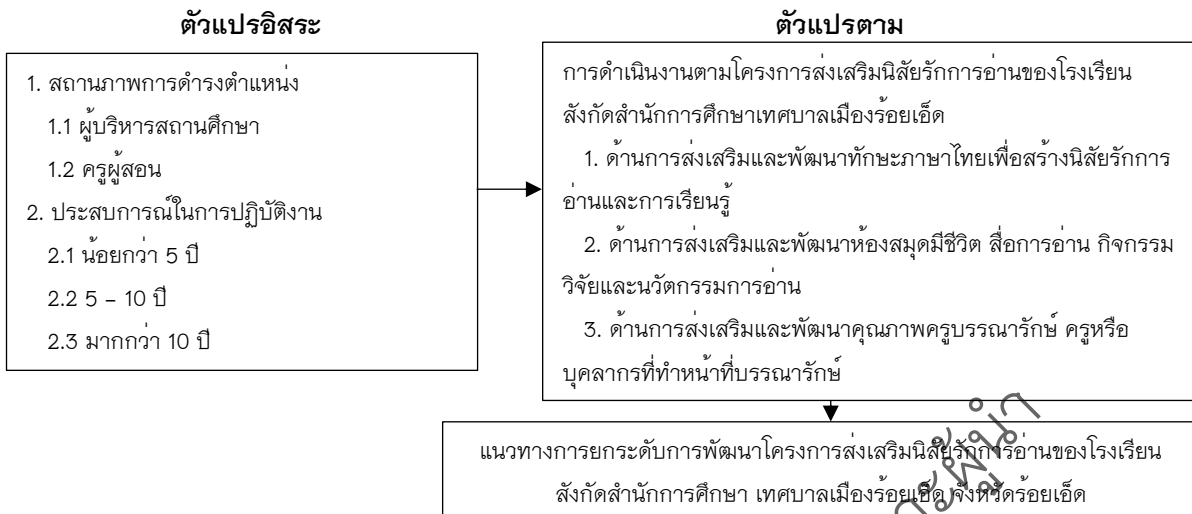 ตัวแปรอิสระ
1. สถานภาพการดำรงตำแหน่ง
1.1 ผู้บริหารสถานศึกษา
1.2 ครูผู้สอน
2. ประสบการณ์ในการปฏิบัติงาน
2.1 น้อยกว่า 5 ปี
2.2 5 – 10 ปี
2.3 มากกว่า 10 ปี
ตัวแปรตาม
การดำเนินงานตามโครงการส่งเสริมนิสัยรักการอ่านของโรงเรียน
สังกัดสำนักการศึกษาเทศบาลเมืองร้อยเอ็ด
1. ด้านการส่งเสริมและพัฒนาทักษะภาษาไทยเพื่อสร้างนิสัยรักการ
อ่านและการเรียนรู้
2. ด้านการส่งเสริมและพัฒนาห้องสมุดมีชีวิต สื่อการอ่าน กิจกรรม
วิจัยและนวัตกรรมการอ่าน
3. ด้านการส่งเสริมและพัฒนาคุณภาพครูบรรณารักษ์ ครูหรือ
บุคลากรที่ทำหน้าที่บรรณารักษ์
แนวทางการยกระดับการพัฒนาโครงการส่งเสริมนิสัยรักการอ่านของโรงเรียน
สังกัดสำนักการศึกษา เทศบาลเมืองร้อยเอ็ด จังหวัดร้อยเอ็ด